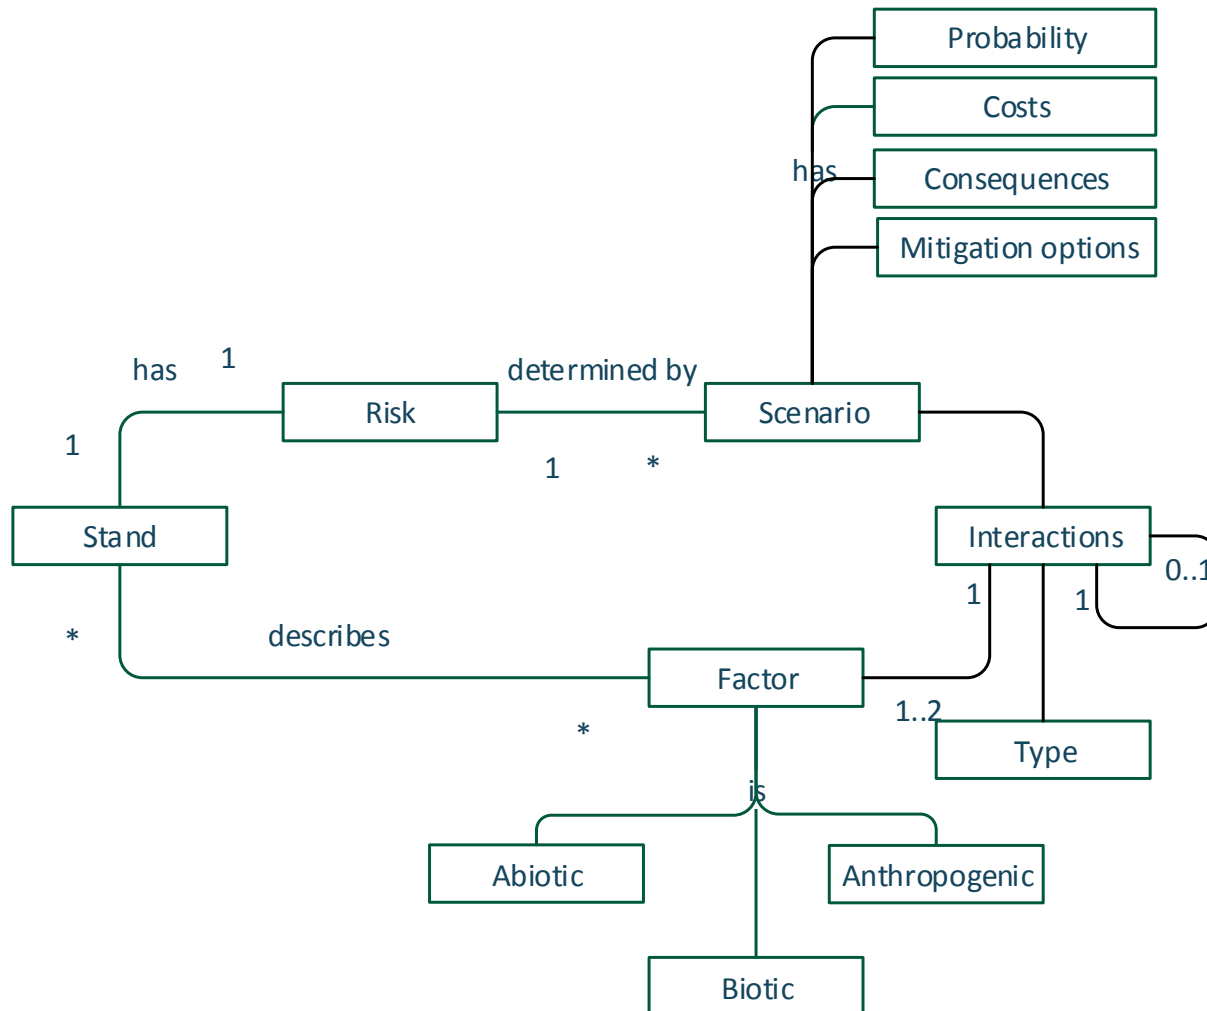 Probability
Costs
has
Consequences
Mitigation options
has
1
determined by
Risk
Scenario
1
1
*
Stand
Interactions
0..1
1
1
*
describes
Factor
1..2
*
Type
is
Abiotic
Anthropogenic
Biotic